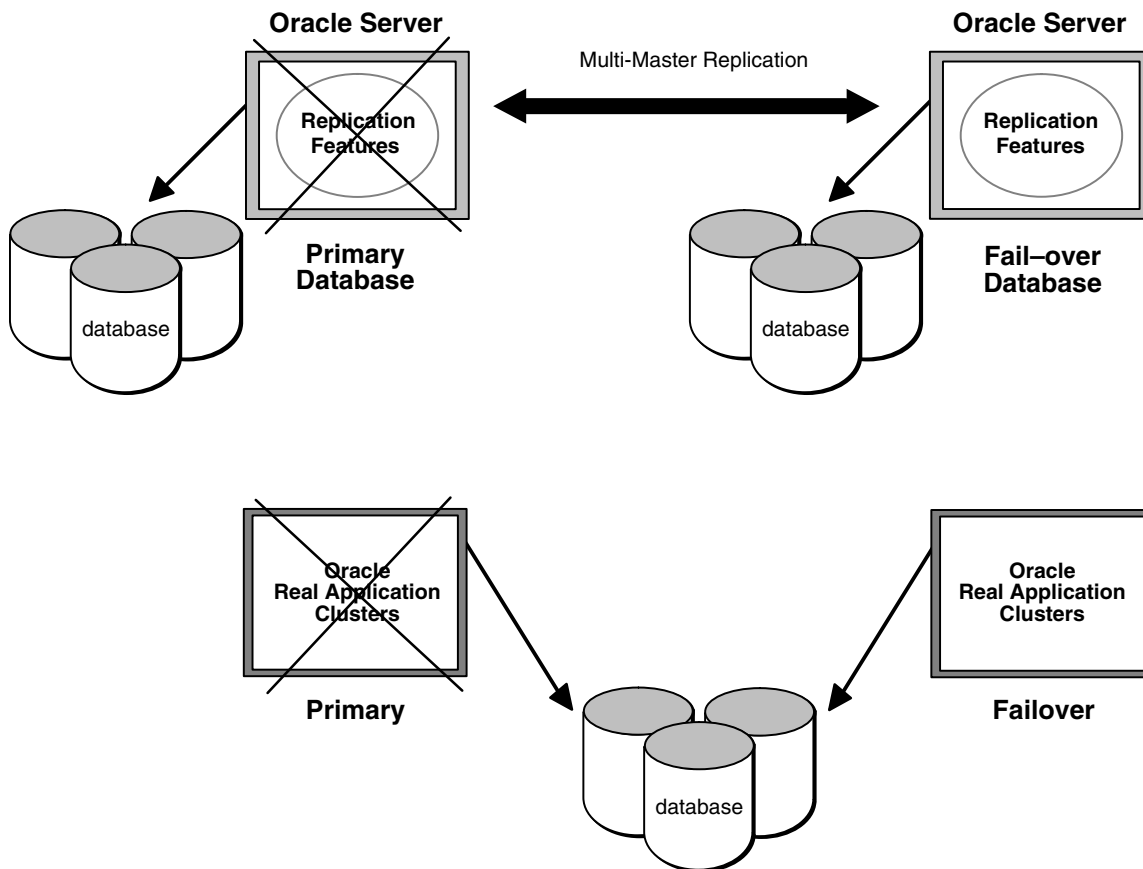 Oracle Server
Oracle Server
Multi-Master Replication
Replication
Features
Replication
Features
Primary
Database
Fail–over
Database
database
database
Oracle
Real Application
Clusters
Oracle
Real Application
Clusters
Primary
Failover
database